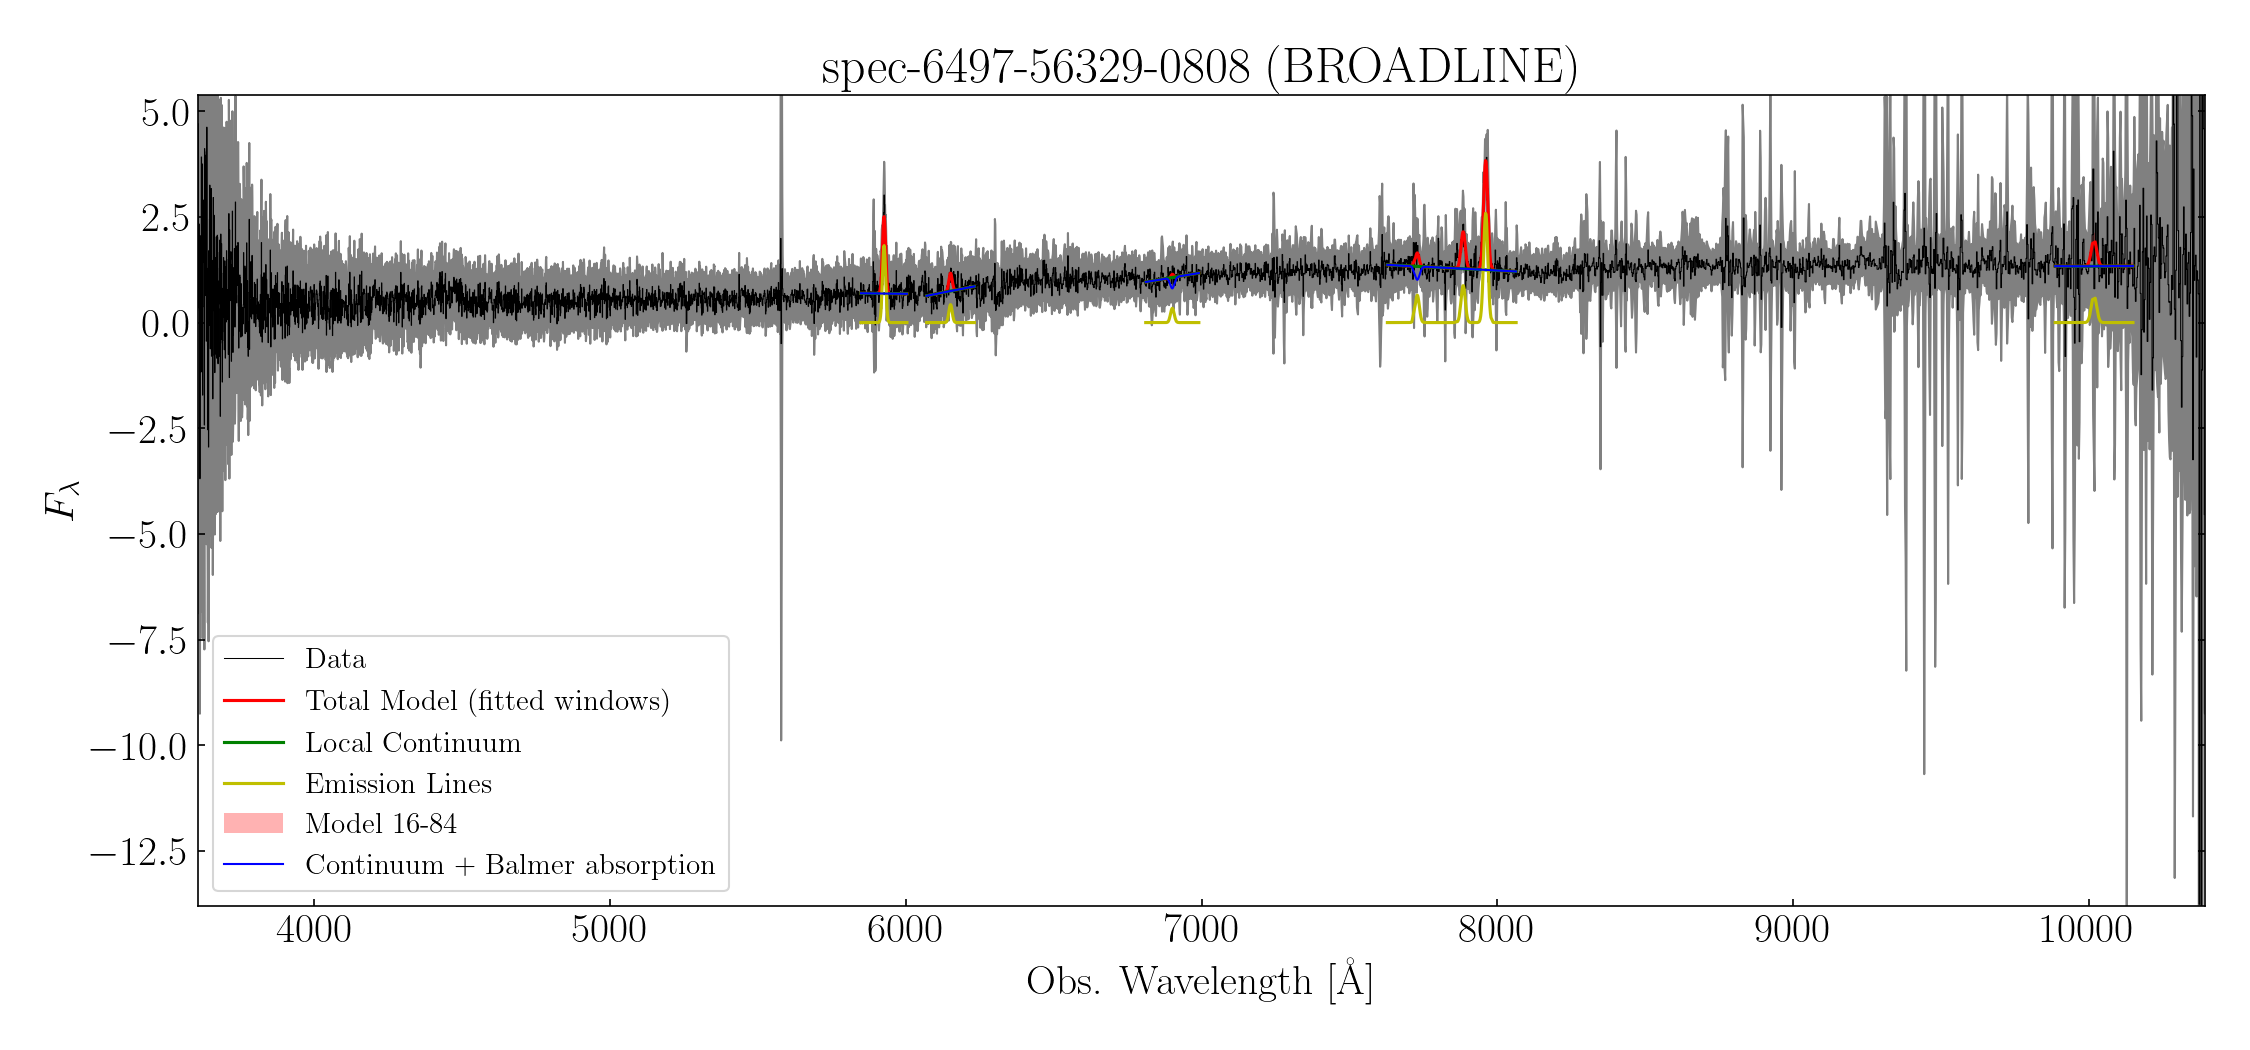 spec-6497-56329-0808 (BROADLINE)
5.0
2.5
0.0
−2.5
−5.0
−7.5
−10.0
−12.5
F_λ
Data
Total Model (fitted windows)
Local Continuum
Emission Lines
Model 16-84
Continuum + Balmer absorption
4000 5000 6000 7000 8000 9000 10000
Obs. Wavelength [Å]